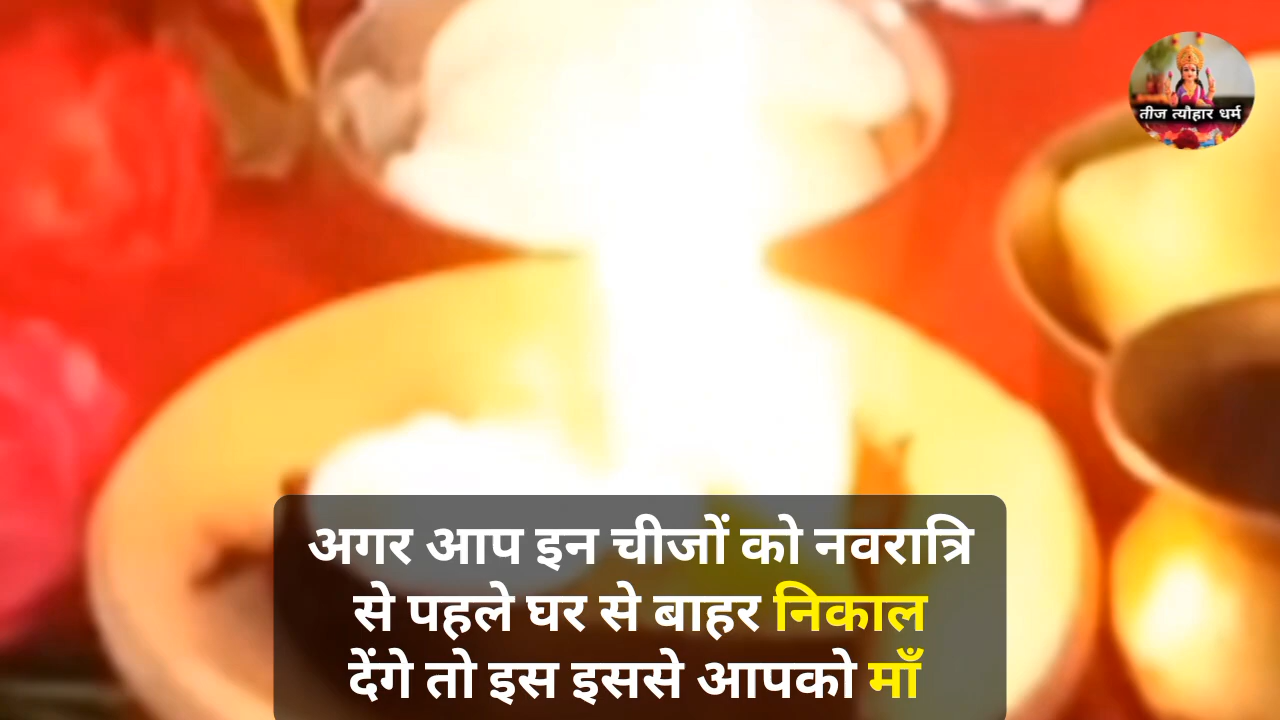 तीज त्यौहार धर्म
अगर आप इन चीजों को नवरात्रि
से पहले घर से बाहर निकाल
देंगे तो इस इससे आपको माँ